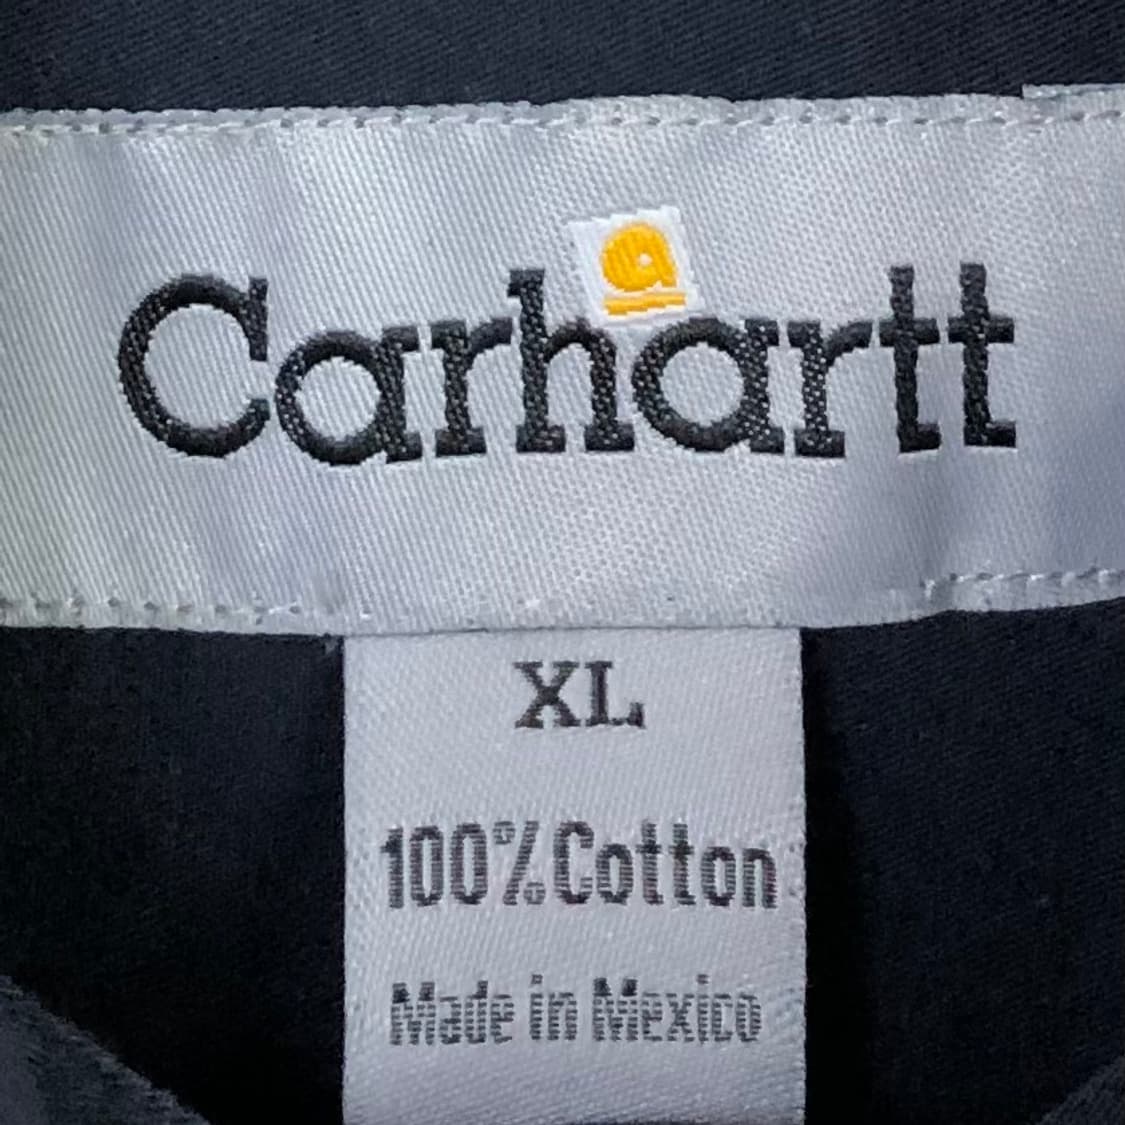 Carhartt
XL
100% Cotton
Made in Mexico